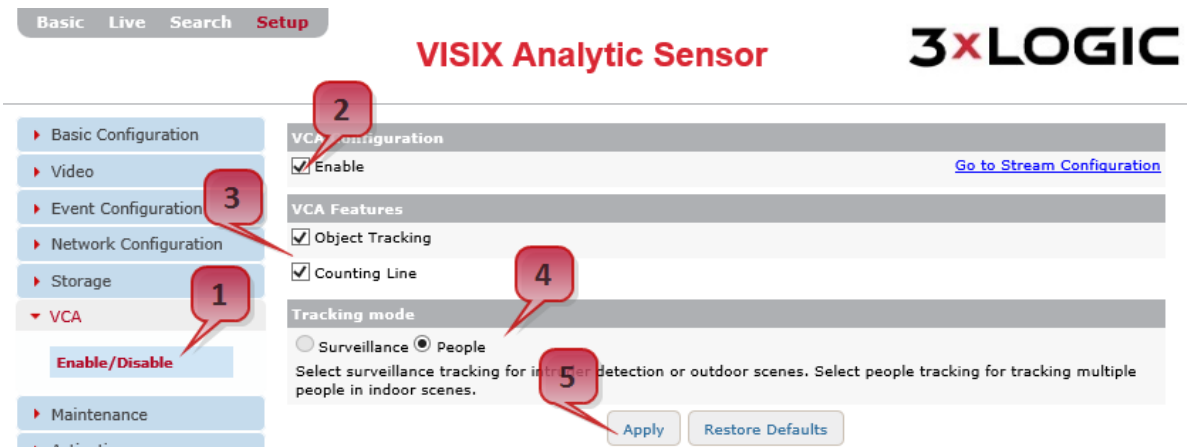 Basic Live Search Setup
VISIX Analytic Sensor
3xLOGIC
2
Basic Configuration
Video
3
Event Configuration
Network Configuration
Storage
1
VCA
Enable/Disable
Maintenance
VCA Configuration
Enable
Go to Stream Configuration
VCA Features
Object Tracking
Counting Line
4
Tracking mode
Surveillance People
Select surveillance tracking for intruder detection or outdoor scenes. Select people tracking for tracking multiple
people in indoor scenes.
5
Apply
Restore Defaults